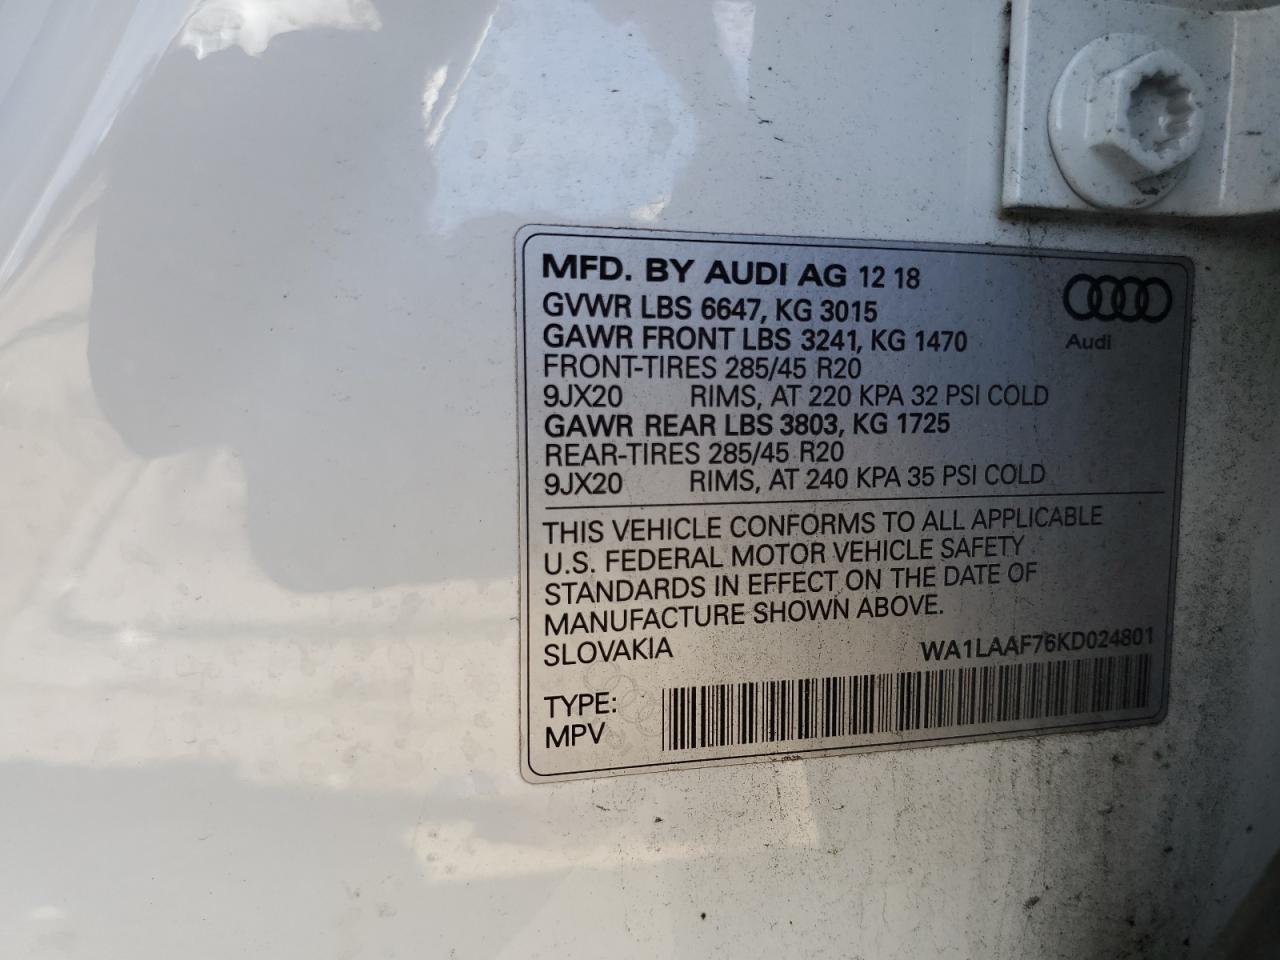 MFD. BY AUDI AG 12 18
GVWR LBS 6647, KG 3015
GAWR FRONT LBS 3241, KG 1470
Audi
FRONT-TIRES 285/45 R20
9JX20 RIMS, AT 220 KPA 32 PSI COLD
GAWR REAR LBS 3803, KG 1725
REAR-TIRES 285/45 R20
9JX20 RIMS, AT 240 KPA 35 PSI COLD
THIS VEHICLE CONFORMS TO ALL APPLICABLE
U.S. FEDERAL MOTOR VEHICLE SAFETY
STANDARDS IN EFFECT ON THE DATE OF
MANUFACTURE SHOWN ABOVE.
SLOVAKIA WA1LAAF76KD024801
TYPE:
MPV